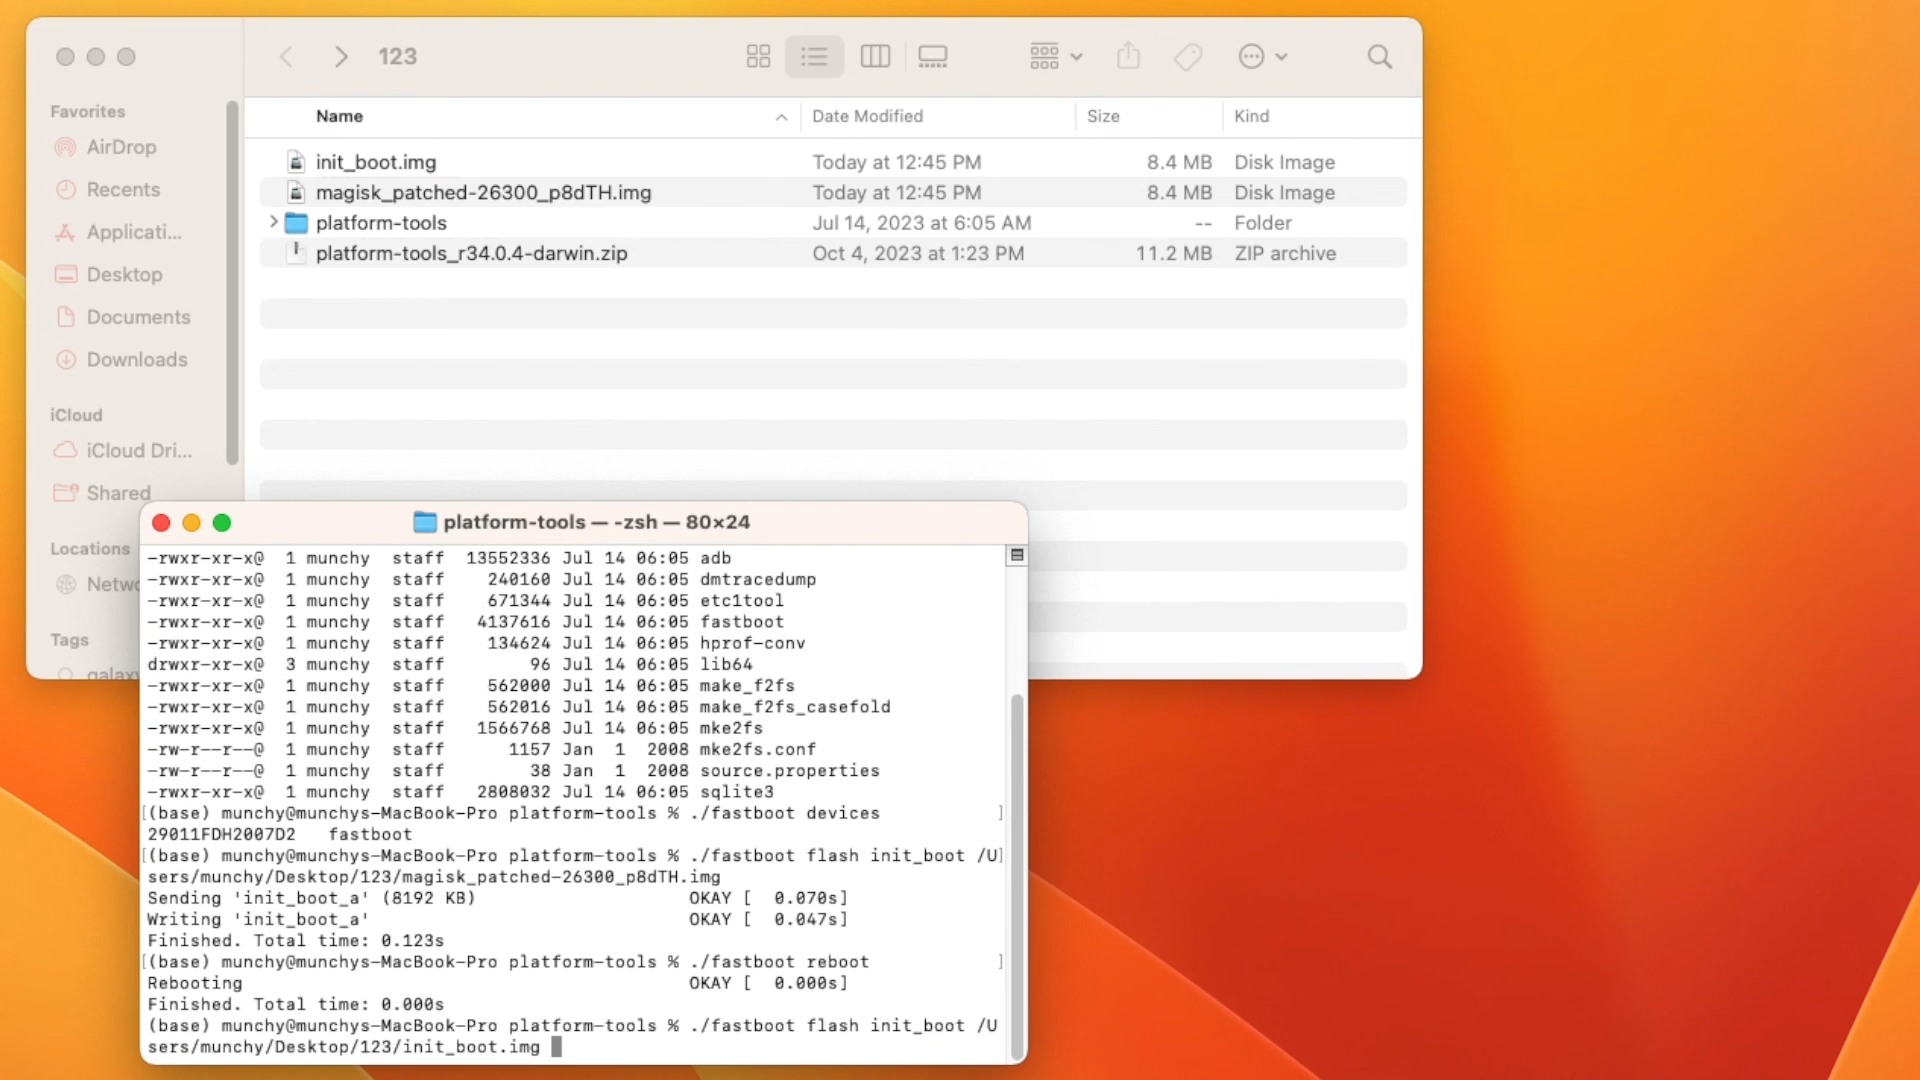 123
Favorites
AirDrop
Recents
Applicati...
Desktop
Documents
Downloads
iCloud
iCloud Dri...
Shared
Locations
Netwo
Tags
galaxy
Name Date Modified Size Kind
init_boot.img Today at 12:45 PM 8.4 MB Disk Image
magisk_patched-26300_p8dTH.img Today at 12:45 PM 8.4 MB Disk Image
platform-tools Jul 14, 2023 at 6:05 AM -- Folder
platform-tools_r34.0.4-darwin.zip Oct 4, 2023 at 1:23 PM 11.2 MB ZIP archive
platform-tools — -zsh — 80×24
-rwxr-xr-x@ 1 munchy staff 13552336 Jul 14 06:05 adb
-rwxr-xr-x@ 1 munchy staff 240160 Jul 14 06:05 dmtracedump
-rwxr-xr-x@ 1 munchy staff 671344 Jul 14 06:05 etc1tool
-rwxr-xr-x@ 1 munchy staff 4137616 Jul 14 06:05 fastboot
-rwxr-xr-x@ 1 munchy staff 134624 Jul 14 06:05 hprof-conv
drwxr-xr-x@ 3 munchy staff 96 Jul 14 06:05 lib64
-rwxr-xr-x@ 1 munchy staff 562000 Jul 14 06:05 make_f2fs
-rwxr-xr-x@ 1 munchy staff 562016 Jul 14 06:05 make_f2fs_casefold
-rwxr-xr-x@ 1 munchy staff 1566768 Jul 14 06:05 mke2fs
-rw-r--r--@ 1 munchy staff 1157 Jan 1 2008 mke2fs.conf
-rw-r--r--@ 1 munchy staff 38 Jan 1 2008 source.properties
-rwxr-xr-x@ 1 munchy staff 2808032 Jul 14 06:05 sqlite3
[(base) munchy@munchys-MacBook-Pro platform-tools % ./fastboot devices ]
29011FDH2007D2 fastboot
[(base) munchy@munchys-MacBook-Pro platform-tools % ./fastboot flash init_boot /U]
sers/munchy/Desktop/123/magisk_patched-26300_p8dTH.img
Sending 'init_boot_a' (8192 KB) OKAY [ 0.070s]
Writing 'init_boot_a' OKAY [ 0.047s]
Finished. Total time: 0.123s
[(base) munchy@munchys-MacBook-Pro platform-tools % ./fastboot reboot ]
Rebooting OKAY [ 0.000s]
Finished. Total time: 0.000s
(base) munchy@munchys-MacBook-Pro platform-tools % ./fastboot flash init_boot /U
sers/munchy/Desktop/123/init_boot.img